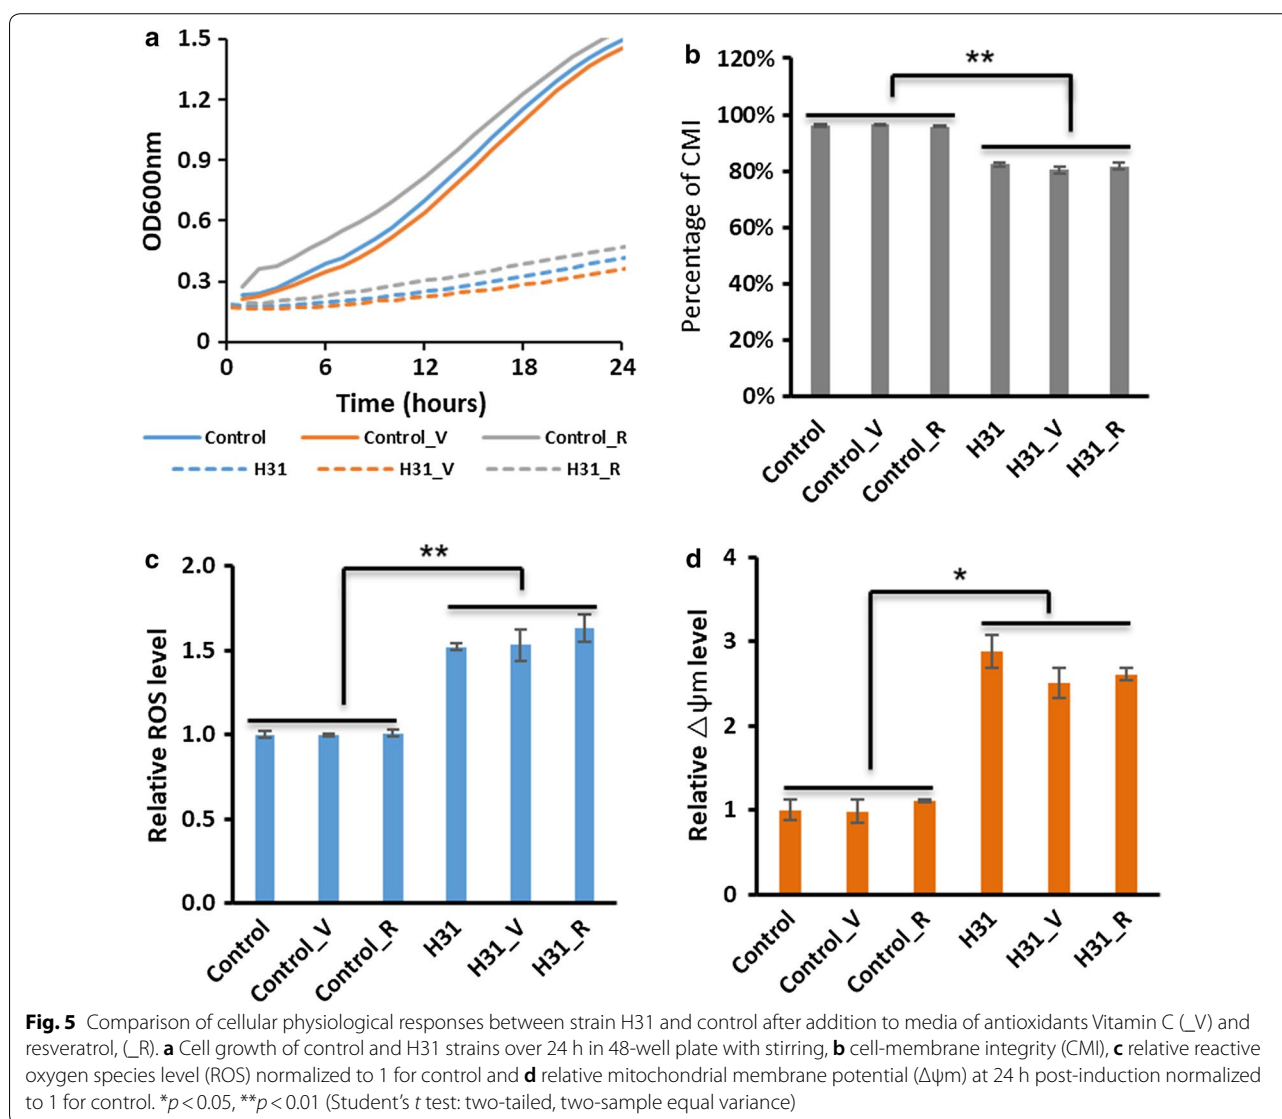 a
1.5
1.2
0.9
0.6
0.3
0
OD600nm
0 6 12 18 24
Time (hours)
Control Control_V Control_R
H31 H31_V H31_R
b
120%
100%
80%
60%
40%
20%
0%
Percentage of CMI
**
Control Control_V Control_R H31 H31_V H31_R
c
2.0
1.5
1.0
0.5
0.0
Relative ROS level
**
Control Control_V Control_R H31 H31_V H31_R
d
4
3
2
1
0
Relative △ψm level
*
Control Control_V Control_R H31 H31_V H31_R
Fig. 5 Comparison of cellular physiological responses between strain H31 and control after addition to media of antioxidants Vitamin C (_V) and
resveratrol, (_R). a Cell growth of control and H31 strains over 24 h in 48-well plate with stirring, b cell-membrane integrity (CMI), c relative reactive
oxygen species level (ROS) normalized to 1 for control and d relative mitochondrial membrane potential (Δψm) at 24 h post-induction normalized
to 1 for control. *p < 0.05, **p < 0.01 (Student's t test: two-tailed, two-sample equal variance)